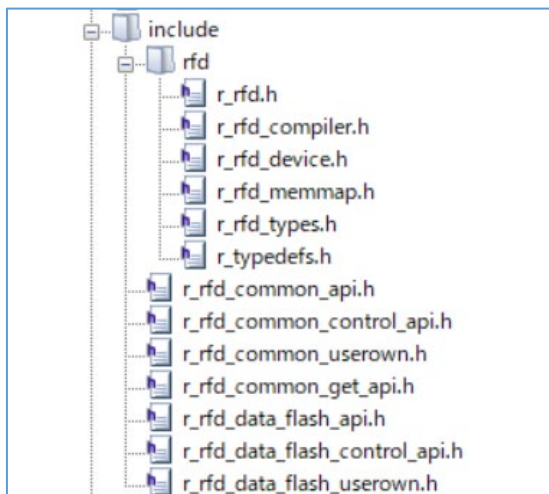 include
rfd
r_rfd.h
r_rfd_compiler.h
r_rfd_device.h
r_rfd_memmap.h
r_rfd_types.h
r_typedefs.h
r_rfd_common_api.h
r_rfd_common_control_api.h
r_rfd_common_userown.h
r_rfd_common_get_api.h
r_rfd_data_flash_api.h
r_rfd_data_flash_control_api.h
r_rfd_data_flash_userown.h